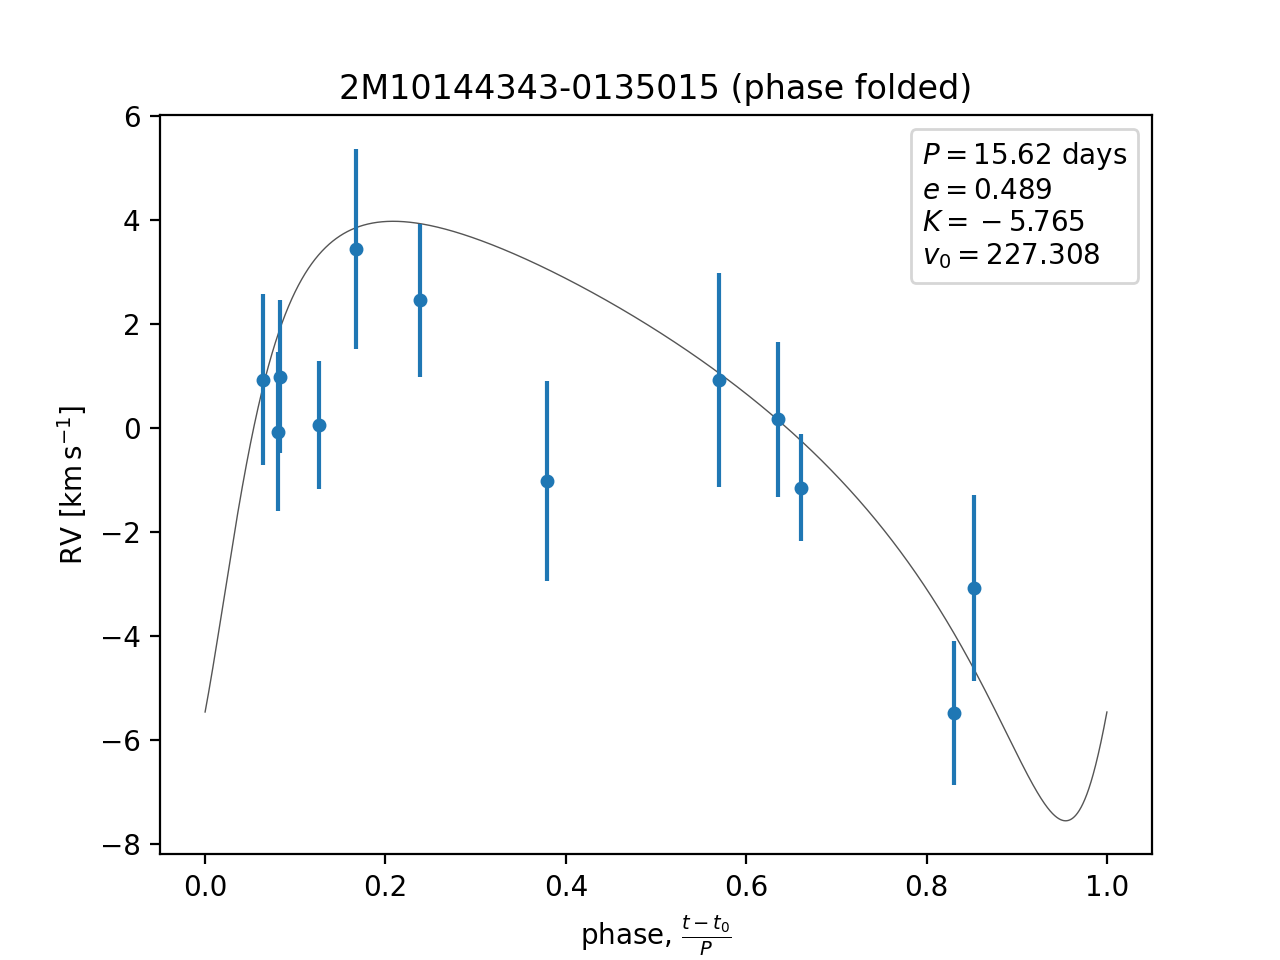 2M10144343-0135015 (phase folded)
P = 15.62 days
e = 0.489
K = −5.765
v₀ = 227.308
RV [km s⁻¹]
6
4
2
0
−2
−4
−6
−8
0.0 0.2 0.4 0.6 0.8 1.0
phase, (t − t₀)/P